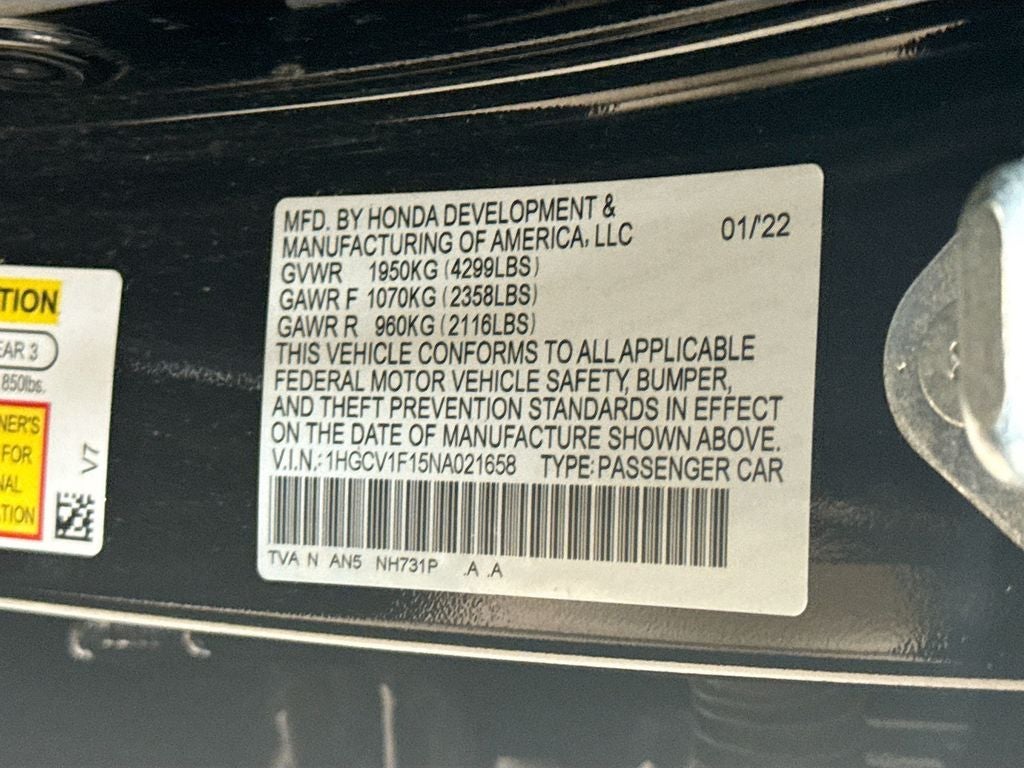 MFD. BY HONDA DEVELOPMENT &
MANUFACTURING OF AMERICA, LLC 01/'22
GVWR 1950KG (4299LBS)
GAWR F 1070KG (2358LBS)
GAWR R 960KG (2116LBS)
THIS VEHICLE CONFORMS TO ALL APPLICABLE
FEDERAL MOTOR VEHICLE SAFETY, BUMPER,
AND THEFT PREVENTION STANDARDS IN EFFECT
ON THE DATE OF MANUFACTURE SHOWN ABOVE.
V.I.N.: 1HGCV1F15NA021658 TYPE: PASSENGER CAR
TVA N AN5 NH731P .A .A
TION
EAR 3
850lbs.
NER'S
FOR
NAL
TION
V7